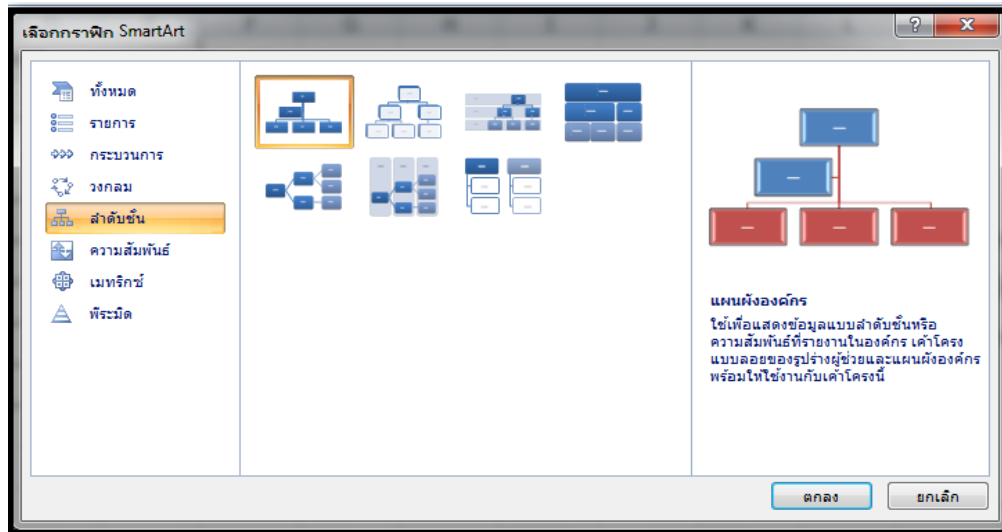 เลือกกราฟิก SmartArt
ทั้งหมด
รายการ
กระบวนการ
วงกลม
ลำดับชั้น
ความสัมพันธ์
เมทริกซ์
พีระมิด
แผนผังองค์กร
ใช้เพื่อแสดงข้อมูลแบบลำดับชั้นหรือ
ความสัมพันธ์ที่รายงานในองค์กร เค้าโครง
แบบลอยของรูปร่างผู้ช่วยและแผนผังองค์กร
พร้อมให้ใช้งานกับเค้าโครงนี้
ตกลง
ยกเลิก